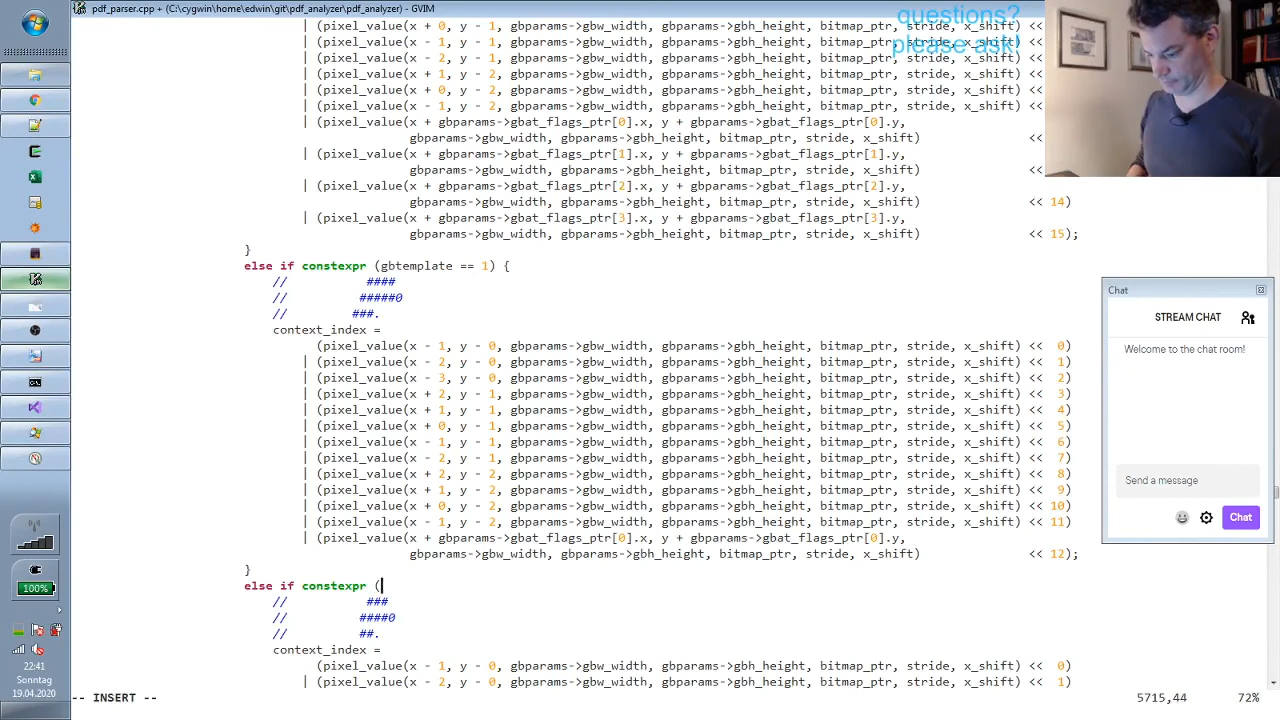 pdf_parser.cpp + (C:\cygwin\home\edwin\git\pdf_analyzer\pdf_analyzer) - GVIM
questions?
please ask!
| (pixel_value(x + 0, y - 1, gbparams->gbw_width, gbparams->gbh_height, bitmap_ptr, stride, x_shift) <<
| (pixel_value(x - 1, y - 1, gbparams->gbw_width, gbparams->gbh_height, bitmap_ptr, stride, x_shift) <<
| (pixel_value(x - 2, y - 1, gbparams->gbw_width, gbparams->gbh_height, bitmap_ptr, stride, x_shift) <<
| (pixel_value(x + 1, y - 2, gbparams->gbw_width, gbparams->gbh_height, bitmap_ptr, stride, x_shift) <<
| (pixel_value(x + 0, y - 2, gbparams->gbw_width, gbparams->gbh_height, bitmap_ptr, stride, x_shift) <<
| (pixel_value(x - 1, y - 2, gbparams->gbw_width, gbparams->gbh_height, bitmap_ptr, stride, x_shift) <<
| (pixel_value(x + gbparams->gbat_flags_ptr[0].x, y + gbparams->gbat_flags_ptr[0].y,
gbparams->gbw_width, gbparams->gbh_height, bitmap_ptr, stride, x_shift) <<
| (pixel_value(x + gbparams->gbat_flags_ptr[1].x, y + gbparams->gbat_flags_ptr[1].y,
gbparams->gbw_width, gbparams->gbh_height, bitmap_ptr, stride, x_shift) <<
| (pixel_value(x + gbparams->gbat_flags_ptr[2].x, y + gbparams->gbat_flags_ptr[2].y,
gbparams->gbw_width, gbparams->gbh_height, bitmap_ptr, stride, x_shift) << 14)
| (pixel_value(x + gbparams->gbat_flags_ptr[3].x, y + gbparams->gbat_flags_ptr[3].y,
gbparams->gbw_width, gbparams->gbh_height, bitmap_ptr, stride, x_shift) << 15);
}
else if constexpr (gbtemplate == 1) {
// ####
// #####0
// ###.
context_index =
(pixel_value(x - 1, y - 0, gbparams->gbw_width, gbparams->gbh_height, bitmap_ptr, stride, x_shift) << 0)
| (pixel_value(x - 2, y - 0, gbparams->gbw_width, gbparams->gbh_height, bitmap_ptr, stride, x_shift) << 1)
| (pixel_value(x - 3, y - 0, gbparams->gbw_width, gbparams->gbh_height, bitmap_ptr, stride, x_shift) << 2)
| (pixel_value(x + 2, y - 1, gbparams->gbw_width, gbparams->gbh_height, bitmap_ptr, stride, x_shift) << 3)
| (pixel_value(x + 1, y - 1, gbparams->gbw_width, gbparams->gbh_height, bitmap_ptr, stride, x_shift) << 4)
| (pixel_value(x + 0, y - 1, gbparams->gbw_width, gbparams->gbh_height, bitmap_ptr, stride, x_shift) << 5)
| (pixel_value(x - 1, y - 1, gbparams->gbw_width, gbparams->gbh_height, bitmap_ptr, stride, x_shift) << 6)
| (pixel_value(x - 2, y - 1, gbparams->gbw_width, gbparams->gbh_height, bitmap_ptr, stride, x_shift) << 7)
| (pixel_value(x + 2, y - 2, gbparams->gbw_width, gbparams->gbh_height, bitmap_ptr, stride, x_shift) << 8)
| (pixel_value(x + 1, y - 2, gbparams->gbw_width, gbparams->gbh_height, bitmap_ptr, stride, x_shift) << 9)
| (pixel_value(x + 0, y - 2, gbparams->gbw_width, gbparams->gbh_height, bitmap_ptr, stride, x_shift) << 10)
| (pixel_value(x - 1, y - 2, gbparams->gbw_width, gbparams->gbh_height, bitmap_ptr, stride, x_shift) << 11)
| (pixel_value(x + gbparams->gbat_flags_ptr[0].x, y + gbparams->gbat_flags_ptr[0].y,
gbparams->gbw_width, gbparams->gbh_height, bitmap_ptr, stride, x_shift) << 12);
}
else if constexpr (
// ###
// ####0
// ##.
context_index =
(pixel_value(x - 1, y - 0, gbparams->gbw_width, gbparams->gbh_height, bitmap_ptr, stride, x_shift) << 0)
| (pixel_value(x - 2, y - 0, gbparams->gbw_width, gbparams->gbh_height, bitmap_ptr, stride, x_shift) << 1)
-- INSERT --
5715,44
72%
Chat
STREAM CHAT
Welcome to the chat room!
Send a message
Chat
100%
22:41
Sonntag
19.04.2020